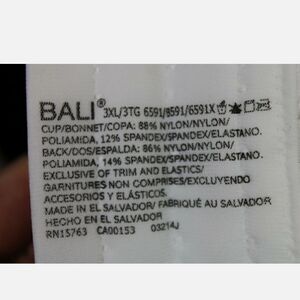 BALI® 3XL/3TG 6591/8591/6591X
CUP/BONNET/COPA: 88% NYLON/NYLON/
POLIAMIDA, 12% SPANDEX/SPANDEX/ELASTANO.
BACK/DOS/ESPALDA: 86% NYLON/NYLON/
POLIAMIDA, 14% SPANDEX/SPANDEX/ELASTANO.
EXCLUSIVE OF TRIM AND ELASTICS/
GARNITURES NON COMPRISES/EXCLUYENDO
ACCESORIOS Y ELÁSTICOS.
MADE IN EL SALVADOR/ FABRIQUÉ AU SALVADOR
HECHO EN EL SALVADOR
RN15763 CA00153 03214J